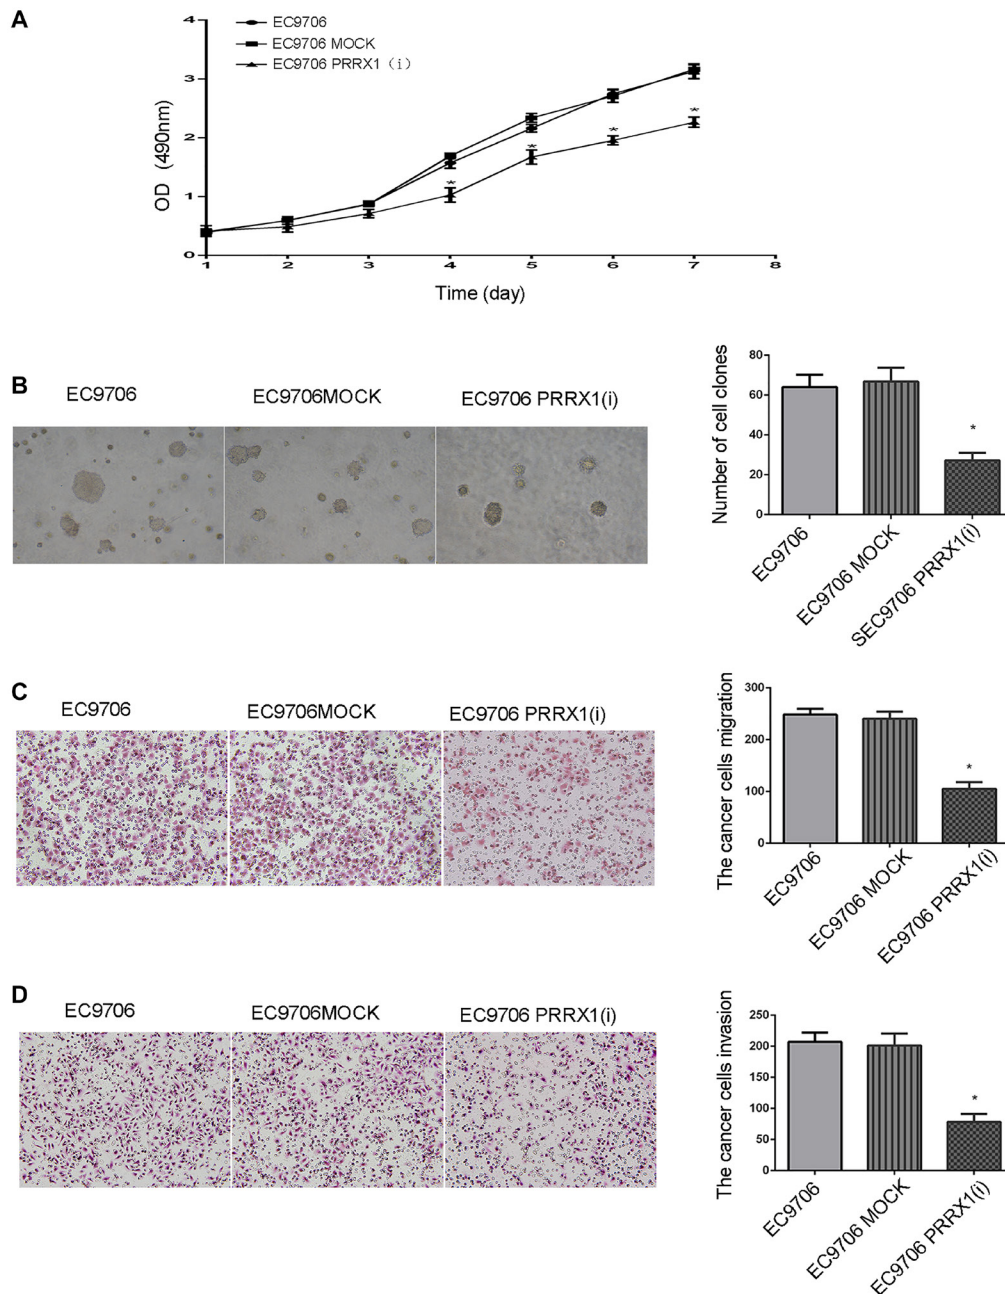 A
EC9706
EC9706 MOCK
EC9706 PRRX1 (i)
OD (490nm)
4
3
2
1
0
*
*
*
*
1 2 3 4 5 6 7 8
Time (day)
B
EC9706
EC9706MOCK
EC9706 PRRX1(i)
Number of cell clones
80
60
40
20
0
*
EC9706
EC9706 MOCK
SEC9706 PRRX1(i)
C
EC9706
EC9706MOCK
EC9706 PRRX1(i)
The cancer cells migration
300
200
100
0
*
EC9706
EC9706 MOCK
EC9706 PRRX1(i)
D
EC9706
EC9706MOCK
EC9706 PRRX1(i)
The cancer cells invasion
250
200
150
100
50
0
*
EC9706
EC9706 MOCK
EC9706 PRRX1(i)